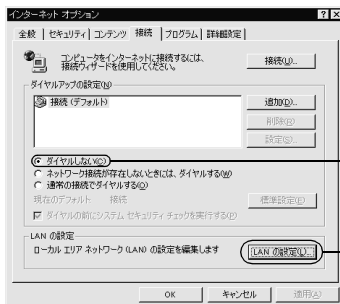 インターネット オプション
全般 セキュリティ コンテンツ 接続 プログラム 詳細設定
コンピュータをインターネットに接続するには、
接続ウィザードを使用してください。
接続(U)...
ダイヤルアップの設定(N)
接続 (デフォルト)
追加(D)...
削除(R)
設定(S)...
ダイヤルしない(C)
ネットワーク接続が存在しないときには、ダイヤルする(W)
通常の接続でダイヤルする(O)
現在のデフォルト 接続
標準設定(E)
ダイヤルの前にシステム セキュリティ チェックを実行する(P)
LAN の設定
ローカル エリア ネットワーク (LAN) の設定を編集します
LAN の設定(L)...
OK キャンセル 適用(A)